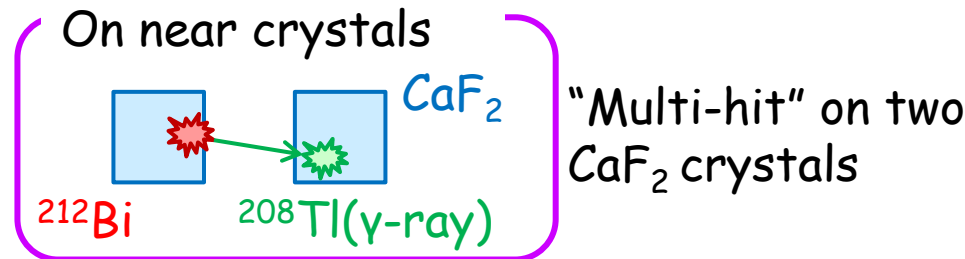 On near crystals
CaF₂
²¹²Bi
²⁰⁸Tl(γ-ray)
“Multi-hit” on two
CaF₂ crystals